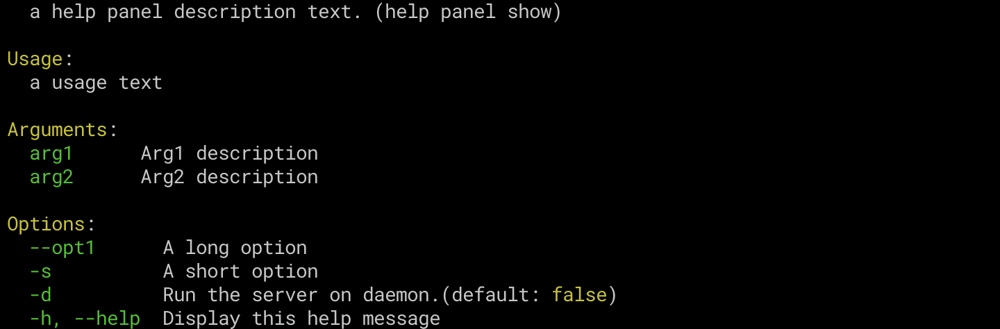 a help panel description text. (help panel show)
Usage:
a usage text
Arguments:
arg1 Arg1 description
arg2 Arg2 description
Options:
--opt1 A long option
-s A short option
-d Run the server on daemon.(default: false)
-h, --help Display this help message